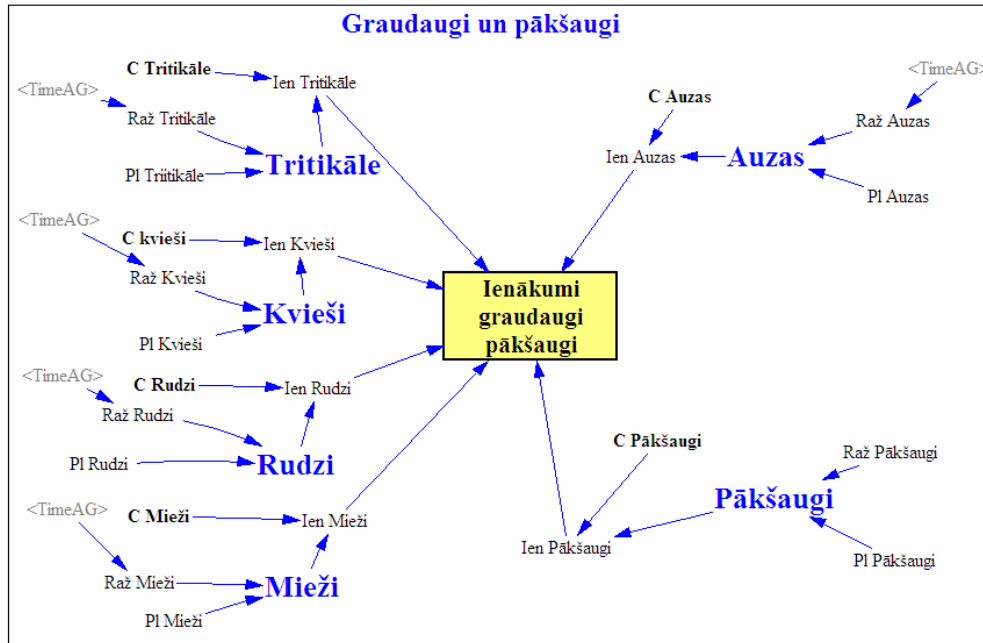 Graudaugi un pākšaugi
C Tritikāle
Ien Tritikāle
<TimeAG>
Raž Tritikāle
Tritikāle
Pl Triitikāle
<TimeAG>
C kvieši
Ien Kvieši
Raž Kvieši
Kvieši
Pl Kvieši
<TimeAG>
C Rudzi
Ien Rudzi
Raž Rudzi
Rudzi
Pl Rudzi
<TimeAG>
C Mieži
Ien Mieži
Raž Mieži
Mieži
Pl Mieži
Ienākumi
graudaugi
pākšaugi
<TimeAG>
C Auzas
Raž Auzas
Ien Auzas
Auzas
Pl Auzas
C Pākšaugi
Raž Pākšaugi
Pākšaugi
Ien Pākšaugi
Pl Pākšaugi